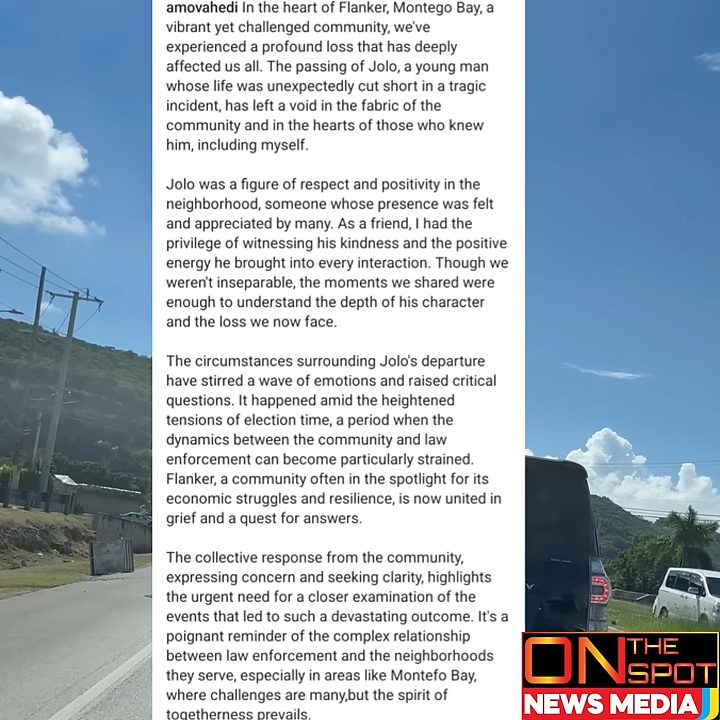 amovahedi In the heart of Flanker, Montego Bay, a
vibrant yet challenged community, we've
experienced a profound loss that has deeply
affected us all. The passing of Jolo, a young man
whose life was unexpectedly cut short in a tragic
incident, has left a void in the fabric of the
community and in the hearts of those who knew
him, including myself.
Jolo was a figure of respect and positivity in the
neighborhood, someone whose presence was felt
and appreciated by many. As a friend, I had the
privilege of witnessing his kindness and the positive
energy he brought into every interaction. Though we
weren't inseparable, the moments we shared were
enough to understand the depth of his character
and the loss we now face.
The circumstances surrounding Jolo's departure
have stirred a wave of emotions and raised critical
questions. It happened amid the heightened
tensions of election time, a period when the
dynamics between the community and law
enforcement can become particularly strained.
Flanker, a community often in the spotlight for its
economic struggles and resilience, is now united in
grief and a quest for answers.
The collective response from the community,
expressing concern and seeking clarity, highlights
the urgent need for a closer examination of the
events that led to such a devastating outcome. It's a
poignant reminder of the complex relationship
between law enforcement and the neighborhoods
they serve, especially in areas like Montefo Bay,
where challenges are many,but the spirit of
togetherness prevails.
ON THE SPOT
NEWS MEDIA